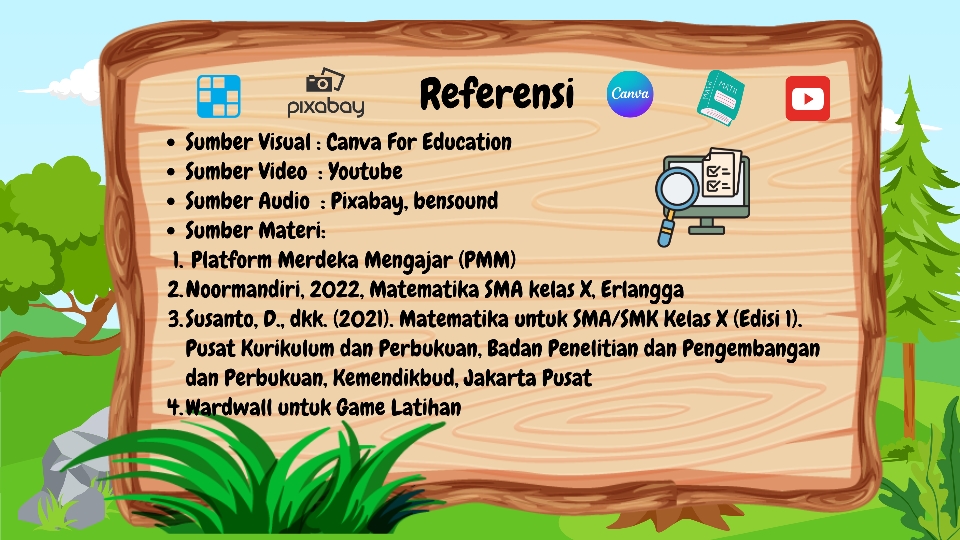 pixabay
Referensi
Canva
MATH
MATH
• Sumber Visual : Canva For Education
• Sumber Video : Youtube
• Sumber Audio : Pixabay, bensound
• Sumber Materi:
1. Platform Merdeka Mengajar (PMM)
2. Noormandiri, 2022, Matematika SMA kelas X, Erlangga
3. Susanto, D., dkk. (2021). Matematika untuk SMA/SMK Kelas X (Edisi 1).
Pusat Kurikulum dan Perbukuan, Badan Penelitian dan Pengembangan
dan Perbukuan, Kemendikbud, Jakarta Pusat
4. Wardwall untuk Game Latihan